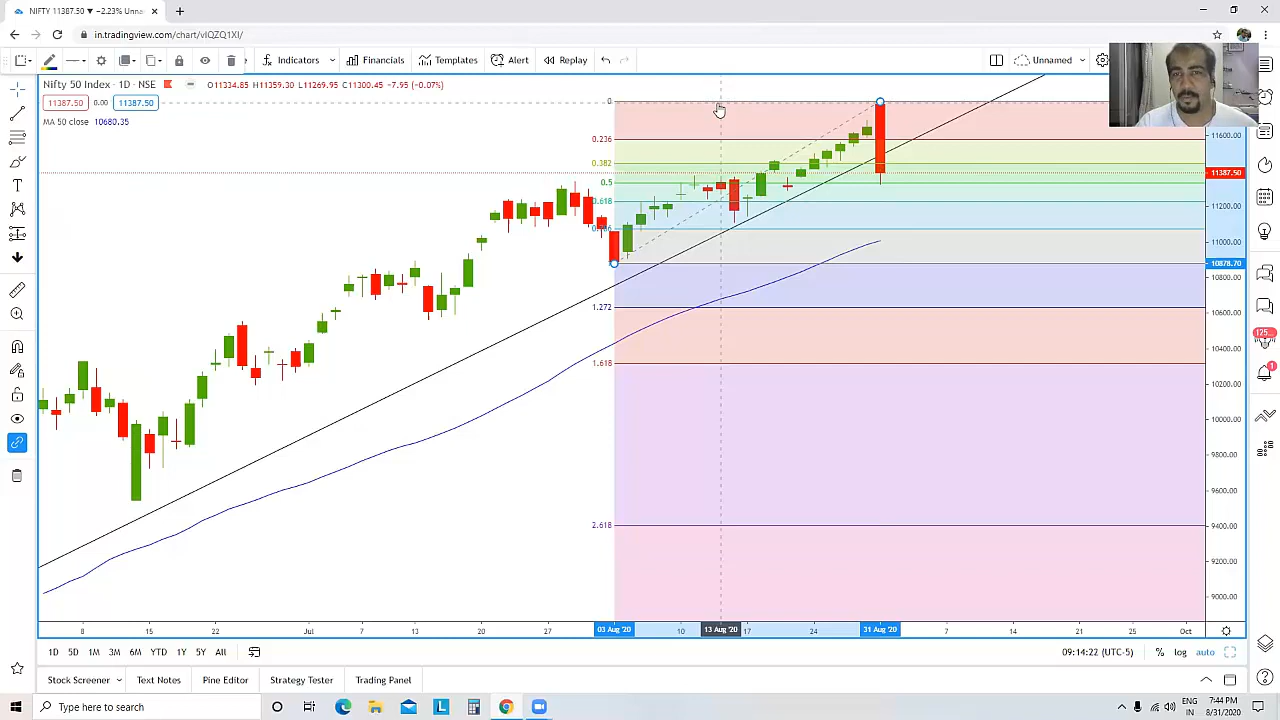 NIFTY 11387.50 ▼ −2.23% Unna
in.tradingview.com/chart/vIQZQ1XI/
Indicators Financials Templates Alert Replay Unnamed
Nifty 50 Index · 1D · NSE O11334.85 H11359.30 L11269.95 C11300.45 −7.95 (−0.07%)
11387.50 0.00 11387.50
MA 50 close 10680.35
0
0.236
0.382
0.5
0.618
1.272
1.618
2.618
11600.00
11387.50
11200.00
11000.00
10878.70
10800.00
10600.00
10400.00
10200.00
10000.00
9800.00
9600.00
9400.00
9200.00
9000.00
125...
1
8 15 22 Jul 7 13 20 27 03 Aug '20 10 13 Aug '20 17 24 31 Aug '20 7 14 21 25 Oct
1D 5D 1M 3M 6M YTD 1Y 5Y All 09:14:22 (UTC-5) % log auto
Stock Screener Text Notes Pine Editor Strategy Tester Trading Panel
Type here to search
ENG 7:44 PM
IN 8/31/2020